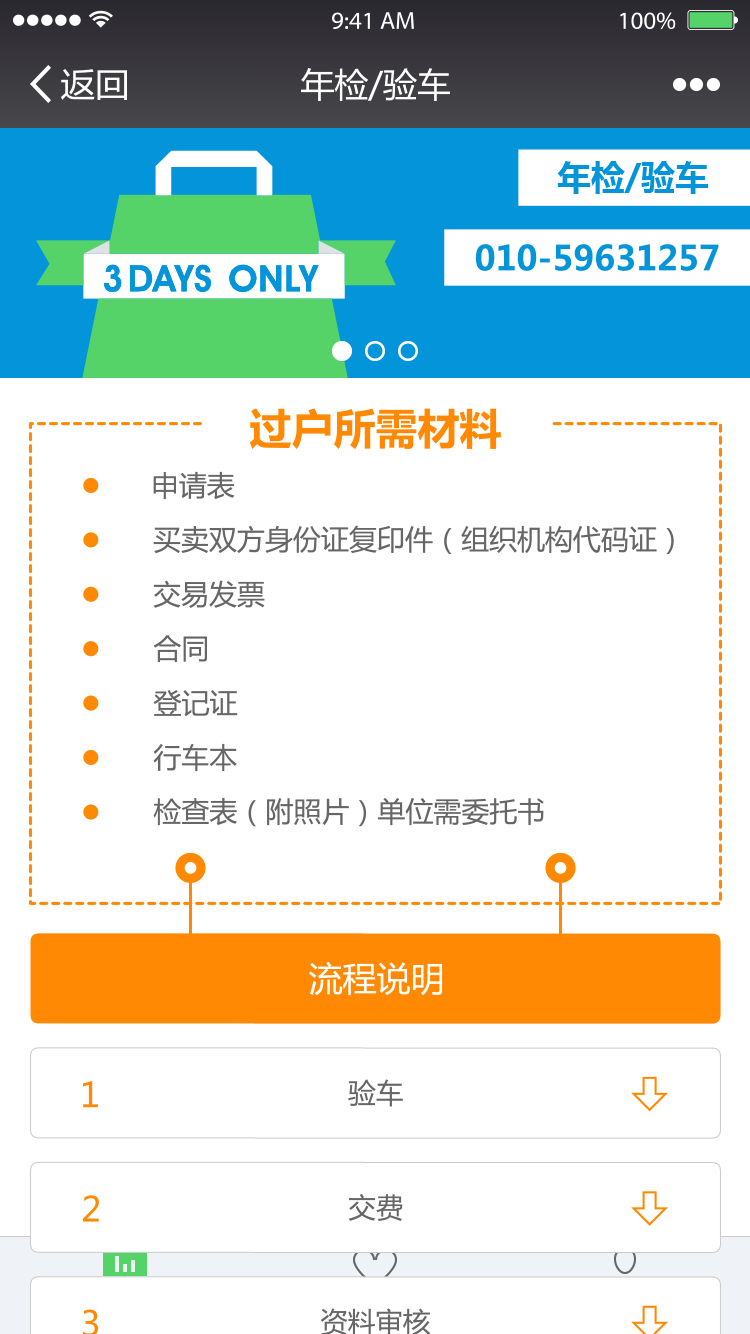 9:41 AM
100%
返回
年检/验车
年检/验车
010-59631257
3 DAYS ONLY
过户所需材料
申请表
买卖双方身份证复印件（组织机构代码证）
交易发票
合同
登记证
行车本
检查表（附照片）单位需委托书
流程说明
1 验车
2 交费
3 资料审核